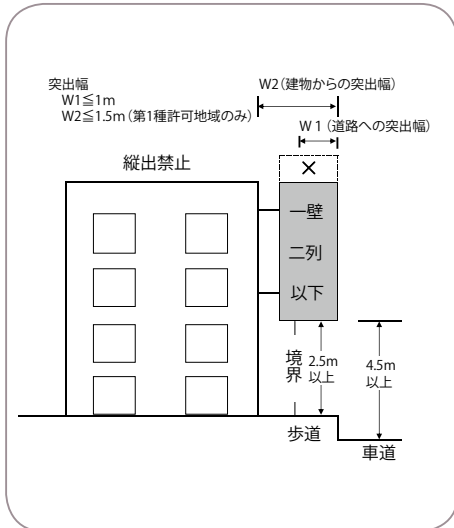 突出幅
W1≦1m
W2≦1.5m(第1種許可地域のみ)
W2(建物からの突出幅)
W 1 (道路への突出幅)
縦出禁止
一壁
二列
以下
境界
2.5m
以上
4.5m
以上
歩道
車道